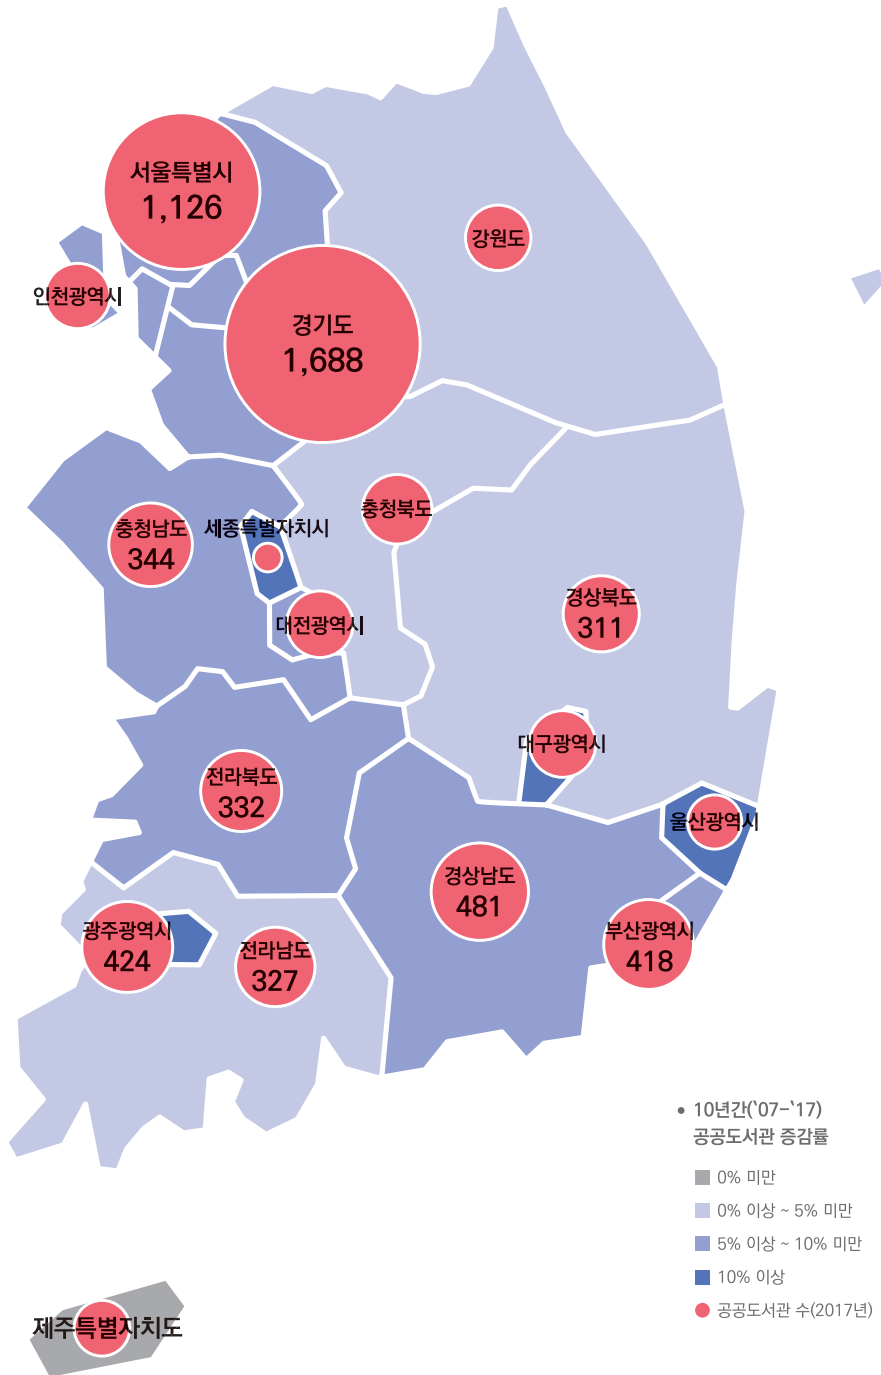 서울특별시
1,126
강원도
인천광역시
경기도
1,688
충청북도
충청남도
344
세종특별자치시
경상북도
311
대전광역시
대구광역시
전라북도
332
울산광역시
경상남도
481
광주광역시
424
부산광역시
418
전라남도
327
• 10년간(‵07-‵17)
공공도서관 증감률
0% 미만
0% 이상 ~ 5% 미만
5% 이상 ~ 10% 미만
10% 이상
공공도서관 수(2017년)
제주특별자치도